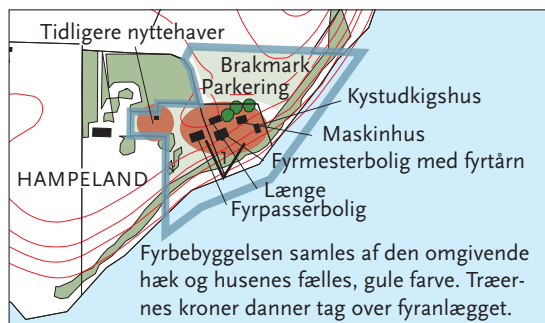 Tidligere nyttehaver
Brakmark
Parkering
Kystudkigshus
Maskinhus
Fyrmesterbolig med fyrtårn
HAMPELAND
Længe
Fyrpasserbolig
Fyrbebyggelsen samles af den omgivende
hæk og husenes fælles, gule farve. Træer-
nes kroner danner tag over fyranlægget.